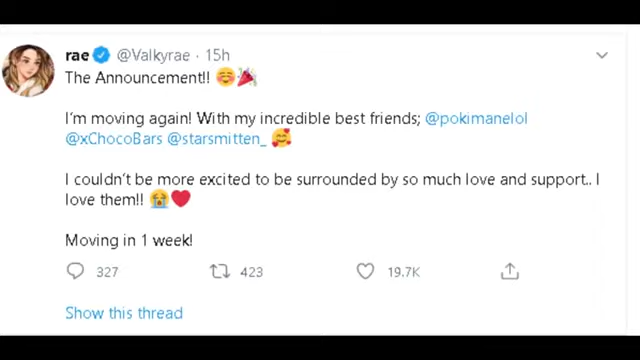 rae @Valkyrae · 15h
The Announcement!! ☺️🎉
I'm moving again! With my incredible best friends; @pokimanelol
@xChocoBars @starsmitten_ 🥰
I couldn't be more excited to be surrounded by so much love and support.. I
love them!! 😭❤️
Moving in 1 week!
327 423 19.7K
Show this thread